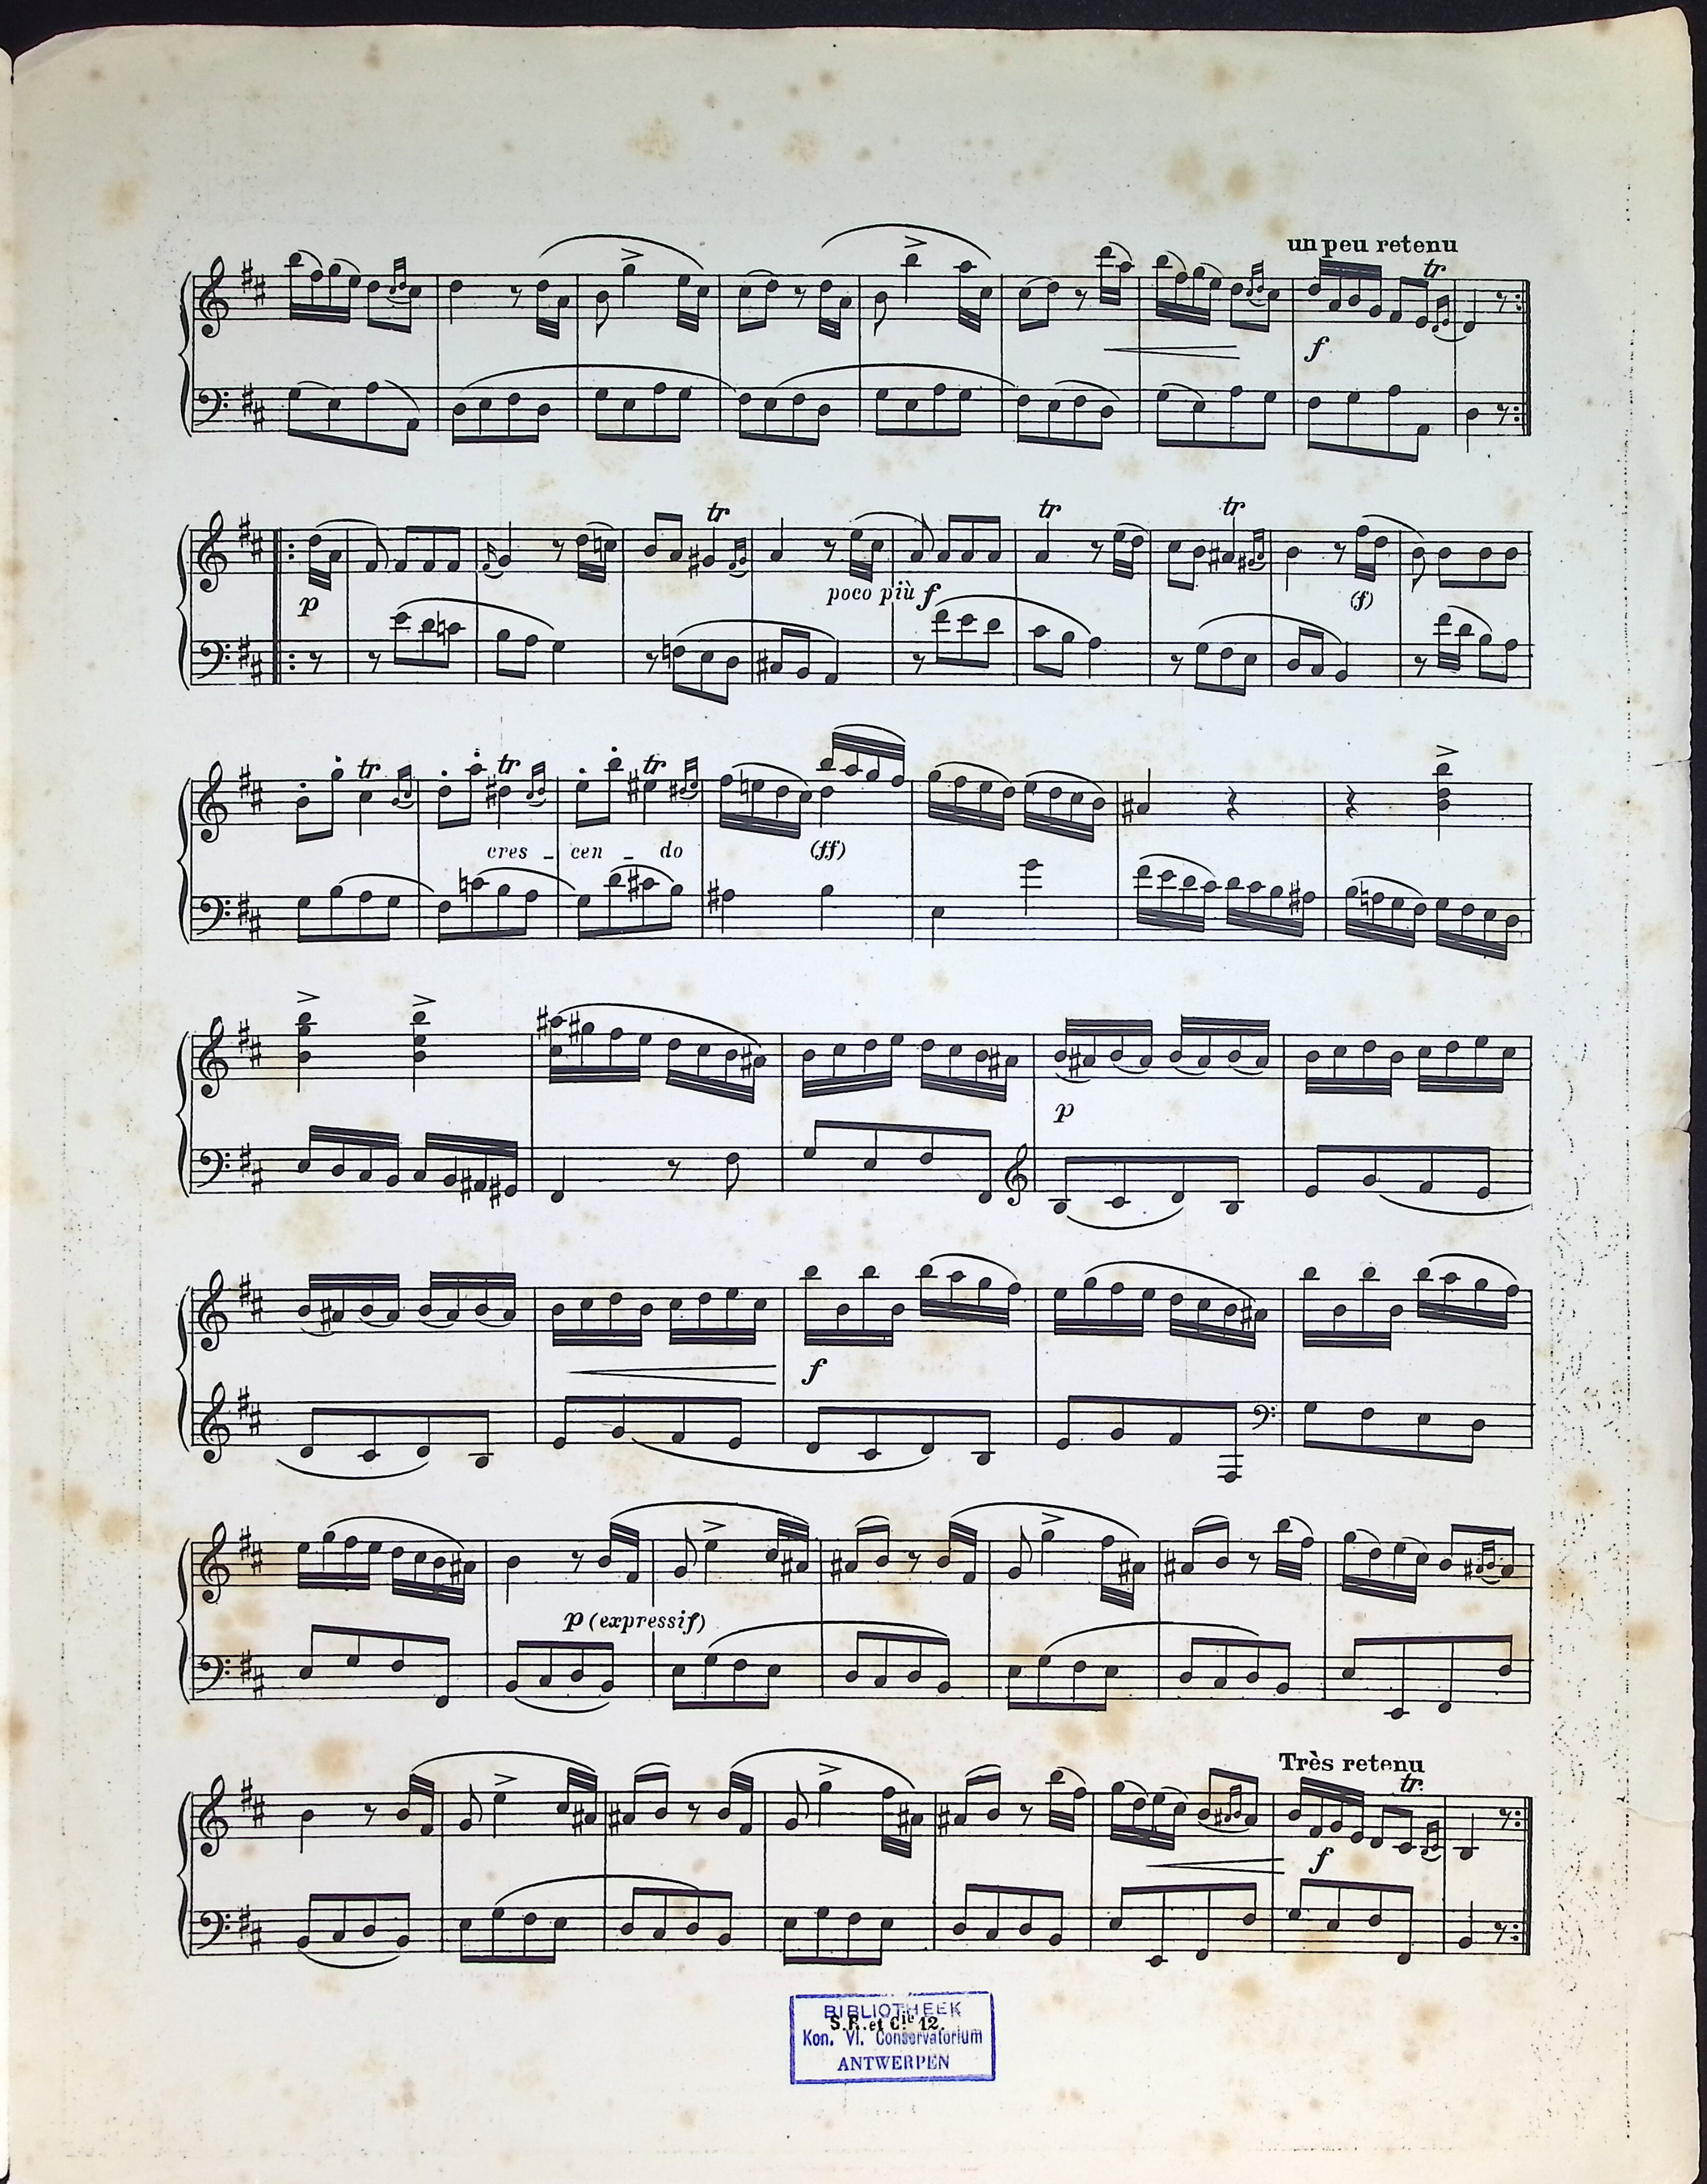 un peu retenu
tr
f
tr
tr
tr
p
poco più f
(f)
tr
tr
tr
cres - cen - do
(ff)
p
f
p (expressif)
Très retenu
tr
f
BIBLIOTHEEK
S.F. et Cie 12.
Kon. Vl. Conservatorium
ANTWERPEN